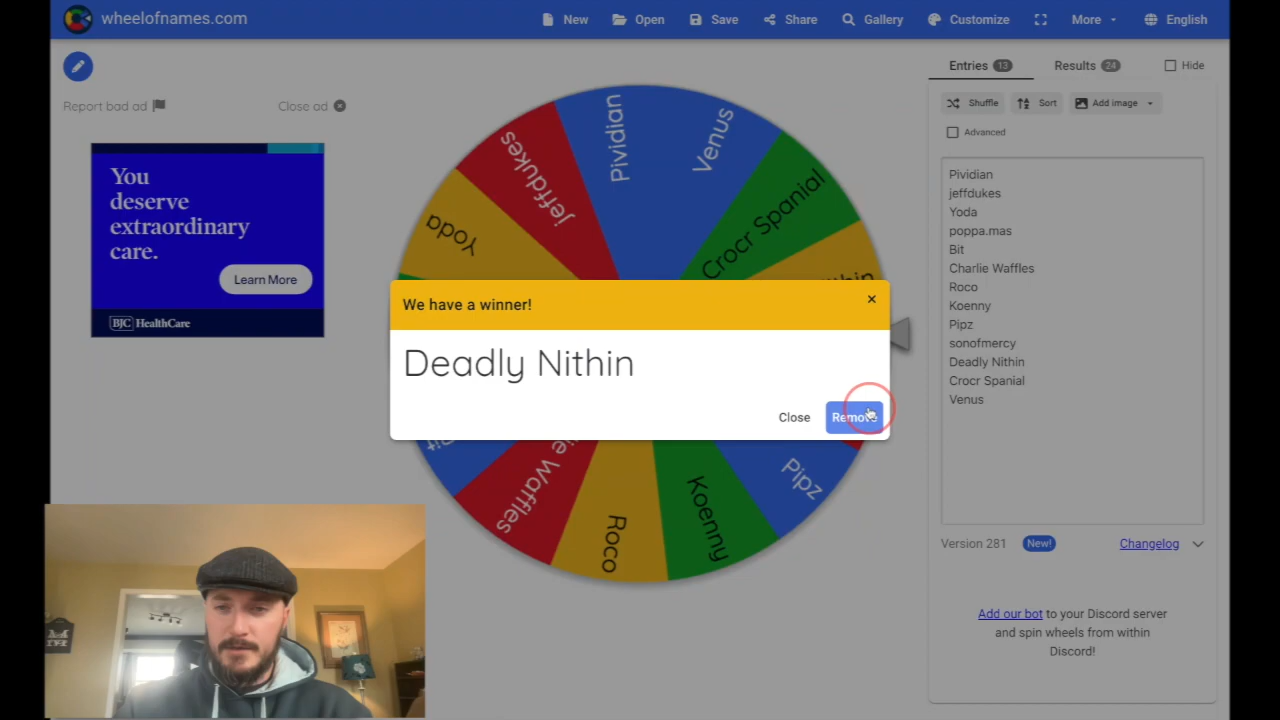 wheelofnames.com
New
Open
Save
Share
Gallery
Customize
More
English
Report bad ad
Close ad
You
deserve
extraordinary
care.
Learn More
BJC HealthCare
Pividian
Venus
Crocr Spanial
jeffdukes
Yoda
We have a winner!
Deadly Nithin
Close
Remove
Waffles
Roco
Koenny
Pipz
Entries 13
Results 24
Hide
Shuffle
Sort
Add image
Advanced
Pividian
jeffdukes
Yoda
poppa.mas
Bit
Charlie Waffles
Roco
Koenny
Pipz
sonofmercy
Deadly Nithin
Crocr Spanial
Venus
Version 281
New!
Changelog
Add our bot to your Discord server
and spin wheels from within
Discord!